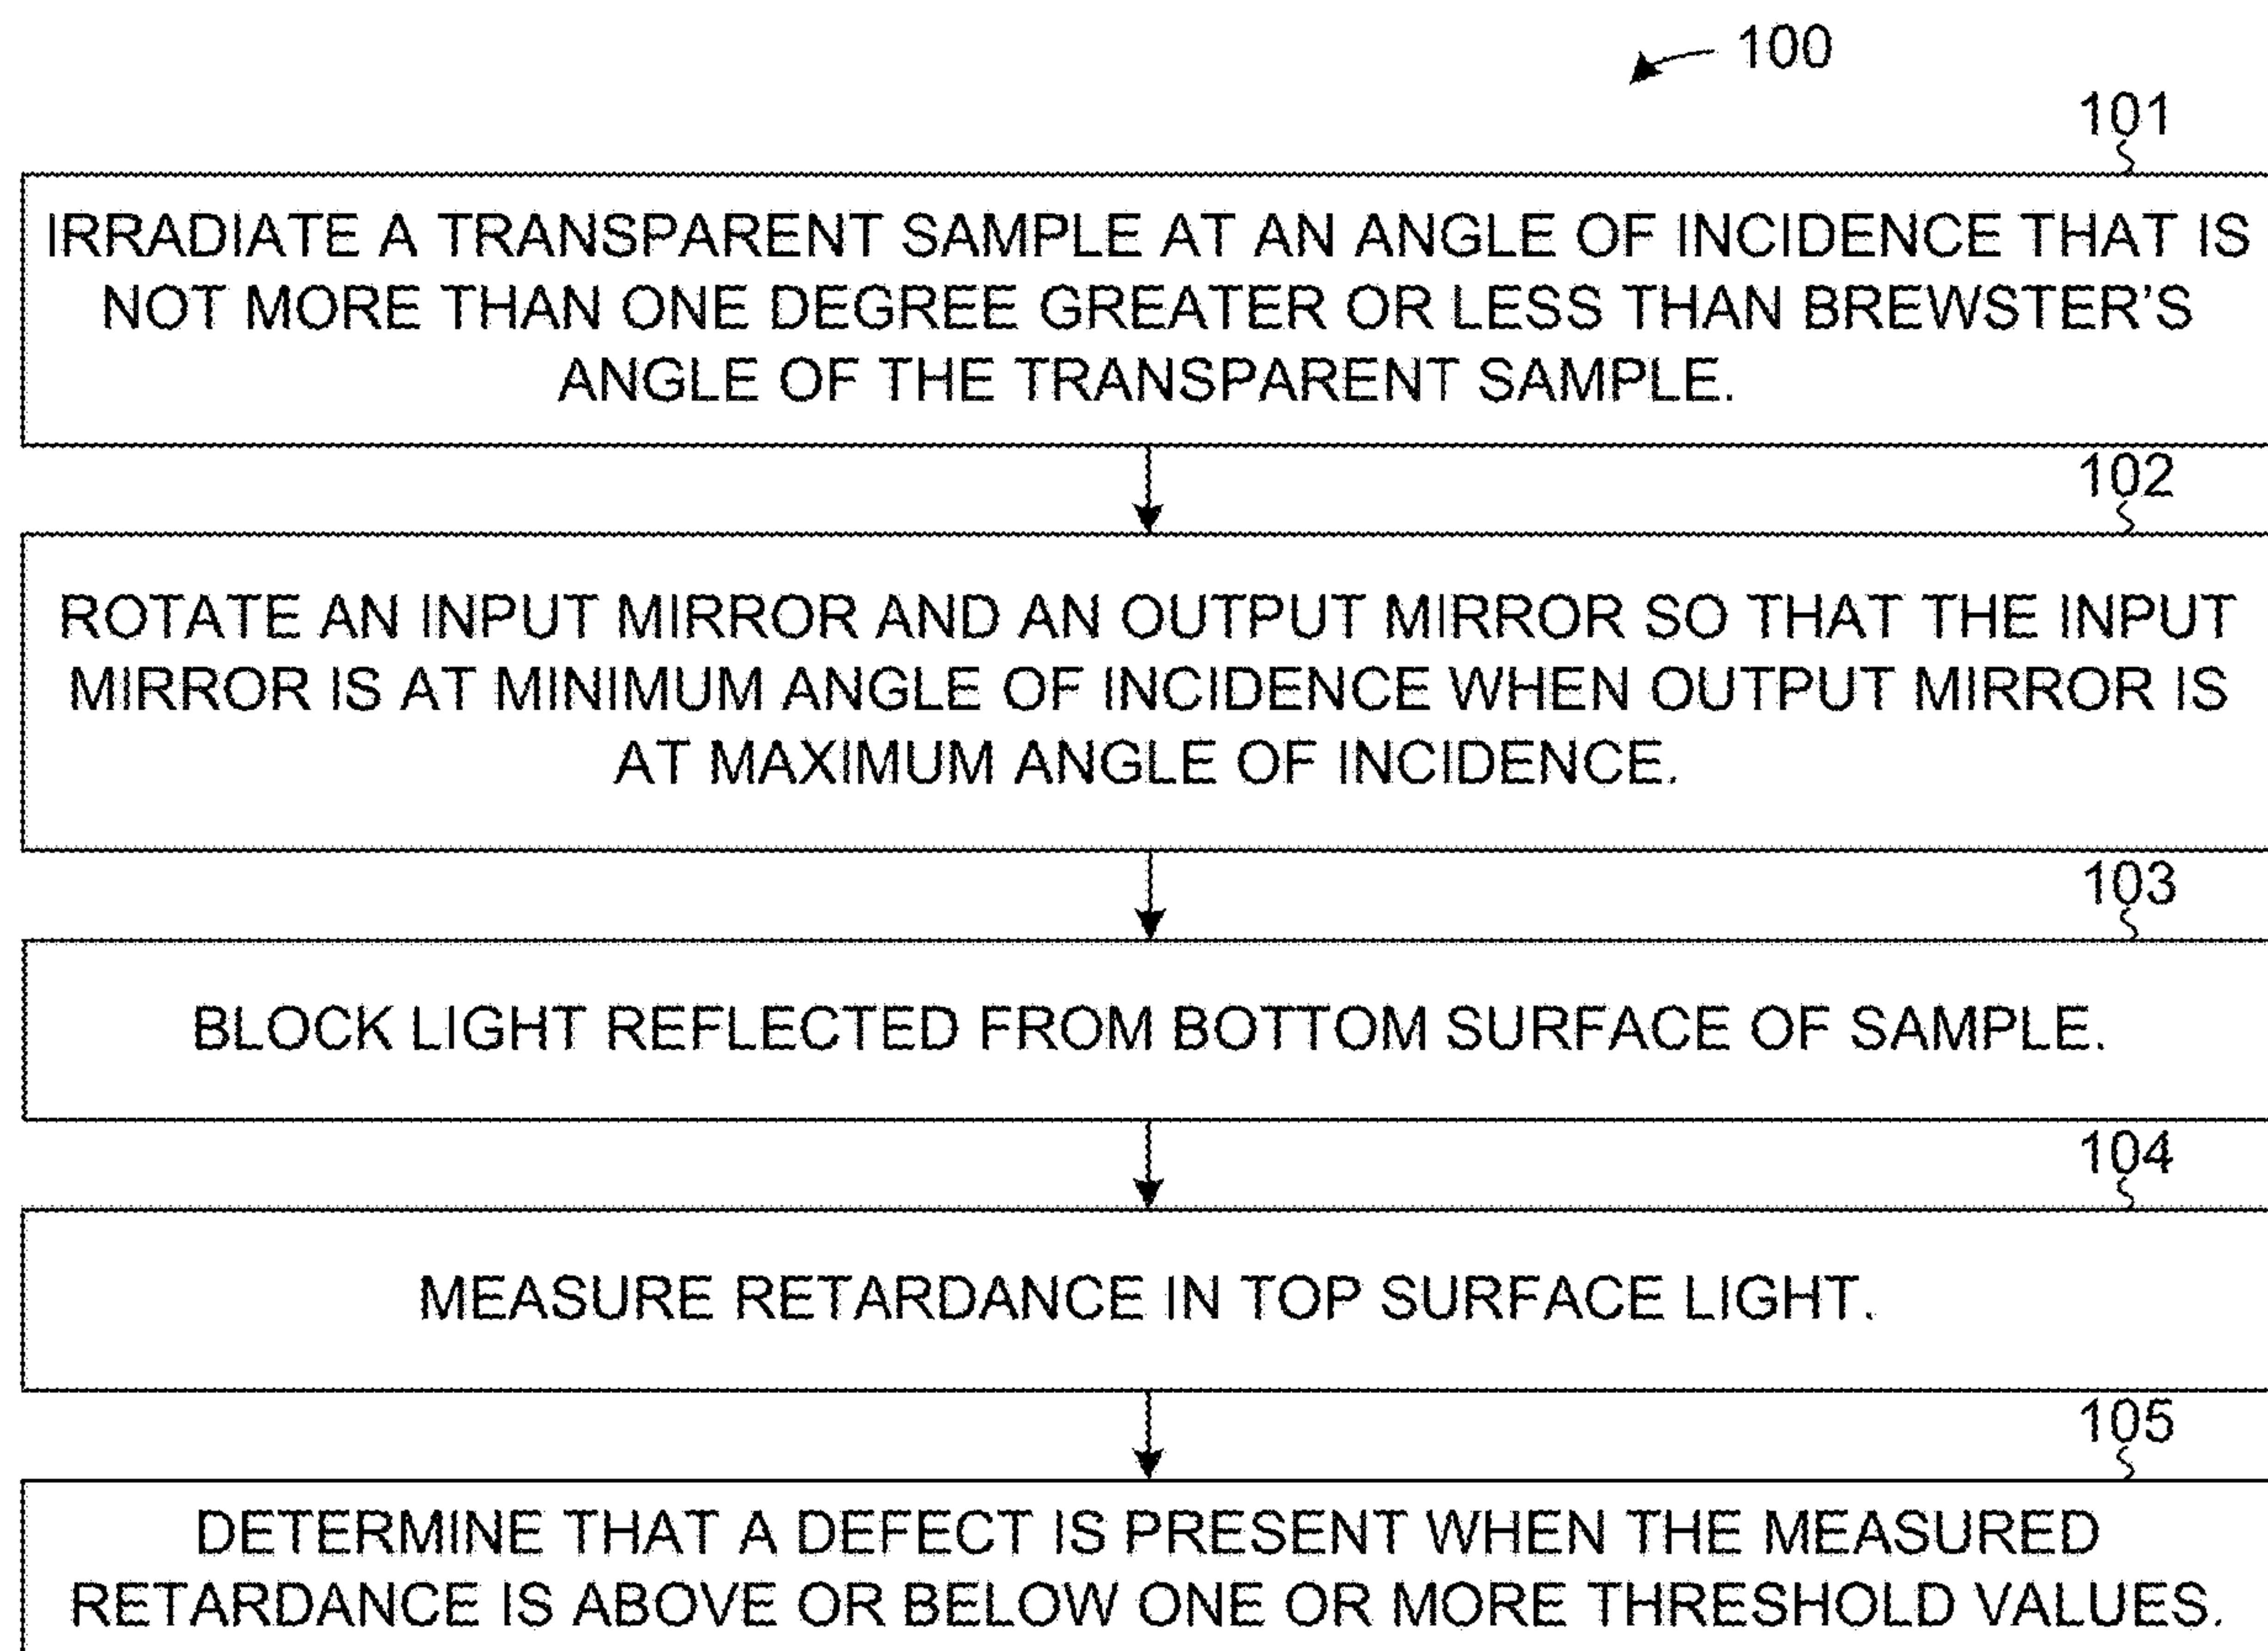 100
101
IRRADIATE A TRANSPARENT SAMPLE AT AN ANGLE OF INCIDENCE THAT IS
NOT MORE THAN ONE DEGREE GREATER OR LESS THAN BREWSTER'S
ANGLE OF THE TRANSPARENT SAMPLE.
102
ROTATE AN INPUT MIRROR AND AN OUTPUT MIRROR SO THAT THE INPUT
MIRROR IS AT MINIMUM ANGLE OF INCIDENCE WHEN OUTPUT MIRROR IS
AT MAXIMUM ANGLE OF INCIDENCE.
103
BLOCK LIGHT REFLECTED FROM BOTTOM SURFACE OF SAMPLE.
104
MEASURE RETARDANCE IN TOP SURFACE LIGHT.
105
DETERMINE THAT A DEFECT IS PRESENT WHEN THE MEASURED
RETARDANCE IS ABOVE OR BELOW ONE OR MORE THRESHOLD VALUES.